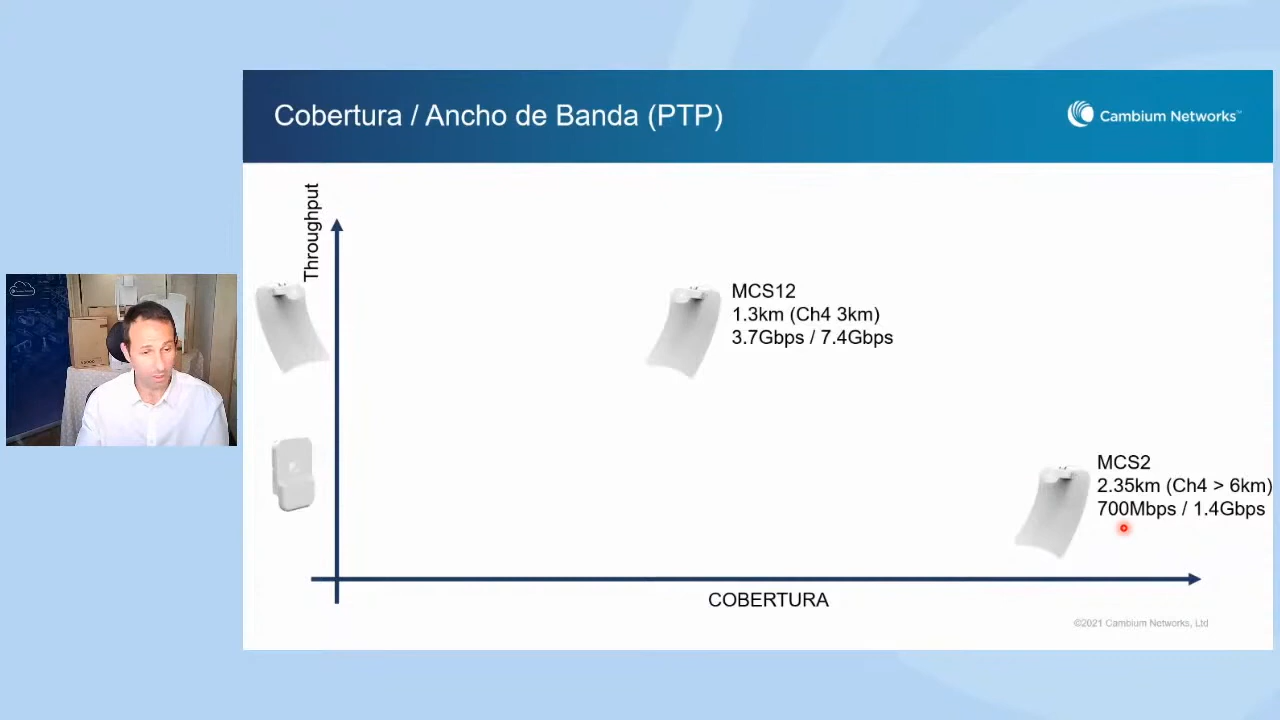 Cobertura / Ancho de Banda (PTP)
Cambium Networks™
Throughput
MCS12
1.3km (Ch4 3km)
3.7Gbps / 7.4Gbps
MCS2
2.35km (Ch4 > 6km)
700Mbps / 1.4Gbps
COBERTURA
©2021 Cambium Networks, Ltd